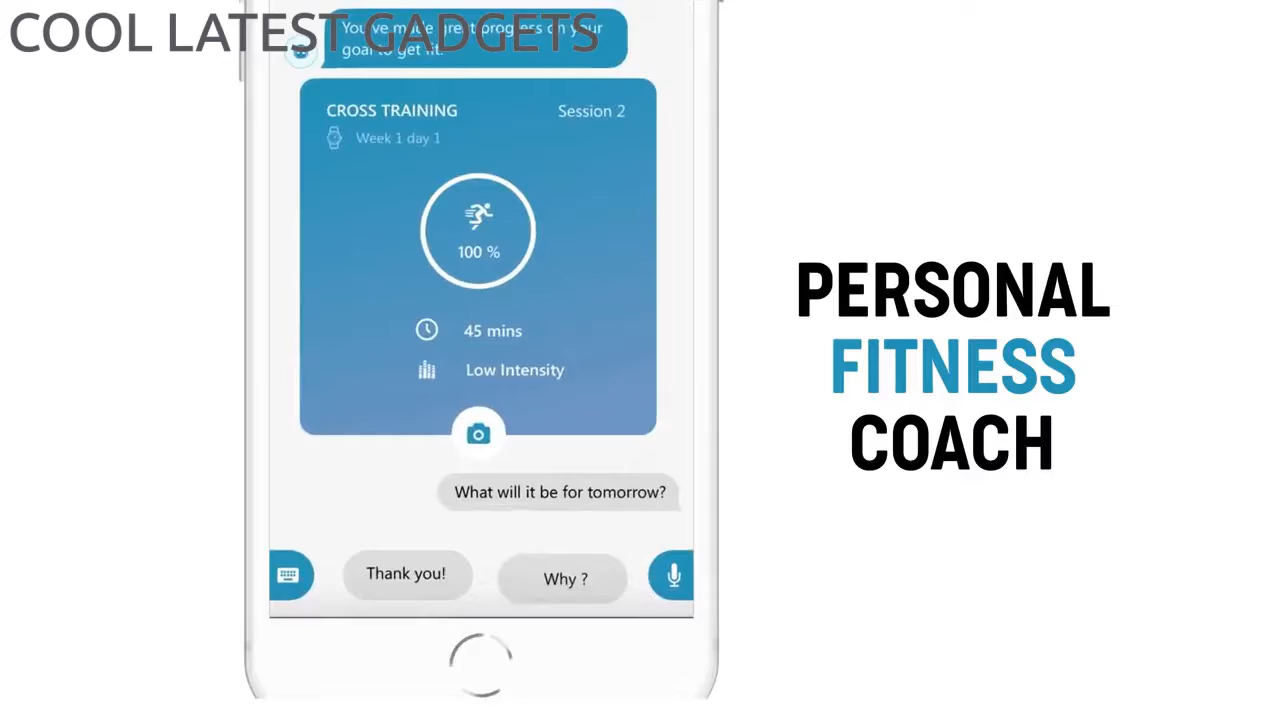 COOL LATEST GADGETS
You've made great progress on your
goal to get fit.
CROSS TRAINING
Session 2
Week 1 day 1
100 %
45 mins
Low Intensity
What will it be for tomorrow?
Thank you!
Why ?
PERSONAL
FITNESS
COACH